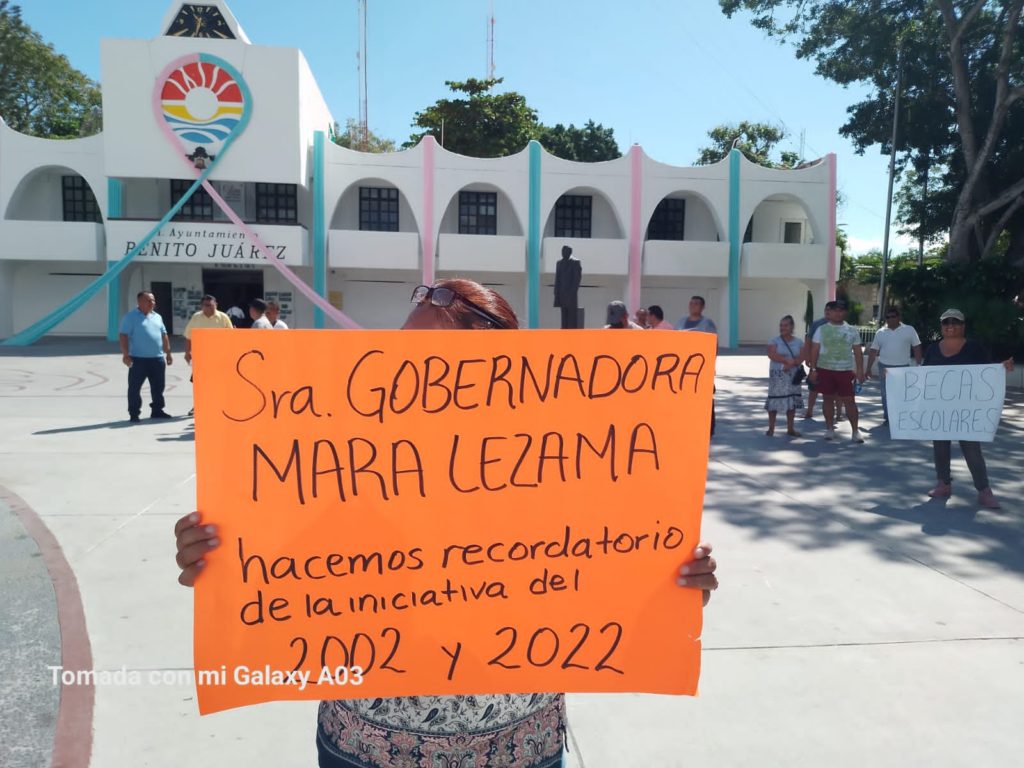 H. Ayuntamiento
BENITO JUÁREZ
Sra. GOBERNADORA
MARA LEZAMA
hacemos recordatorio
de la iniciativa del
2002 y 2022
BECAS
ESCOLARES
Tomada con mi Galaxy A03